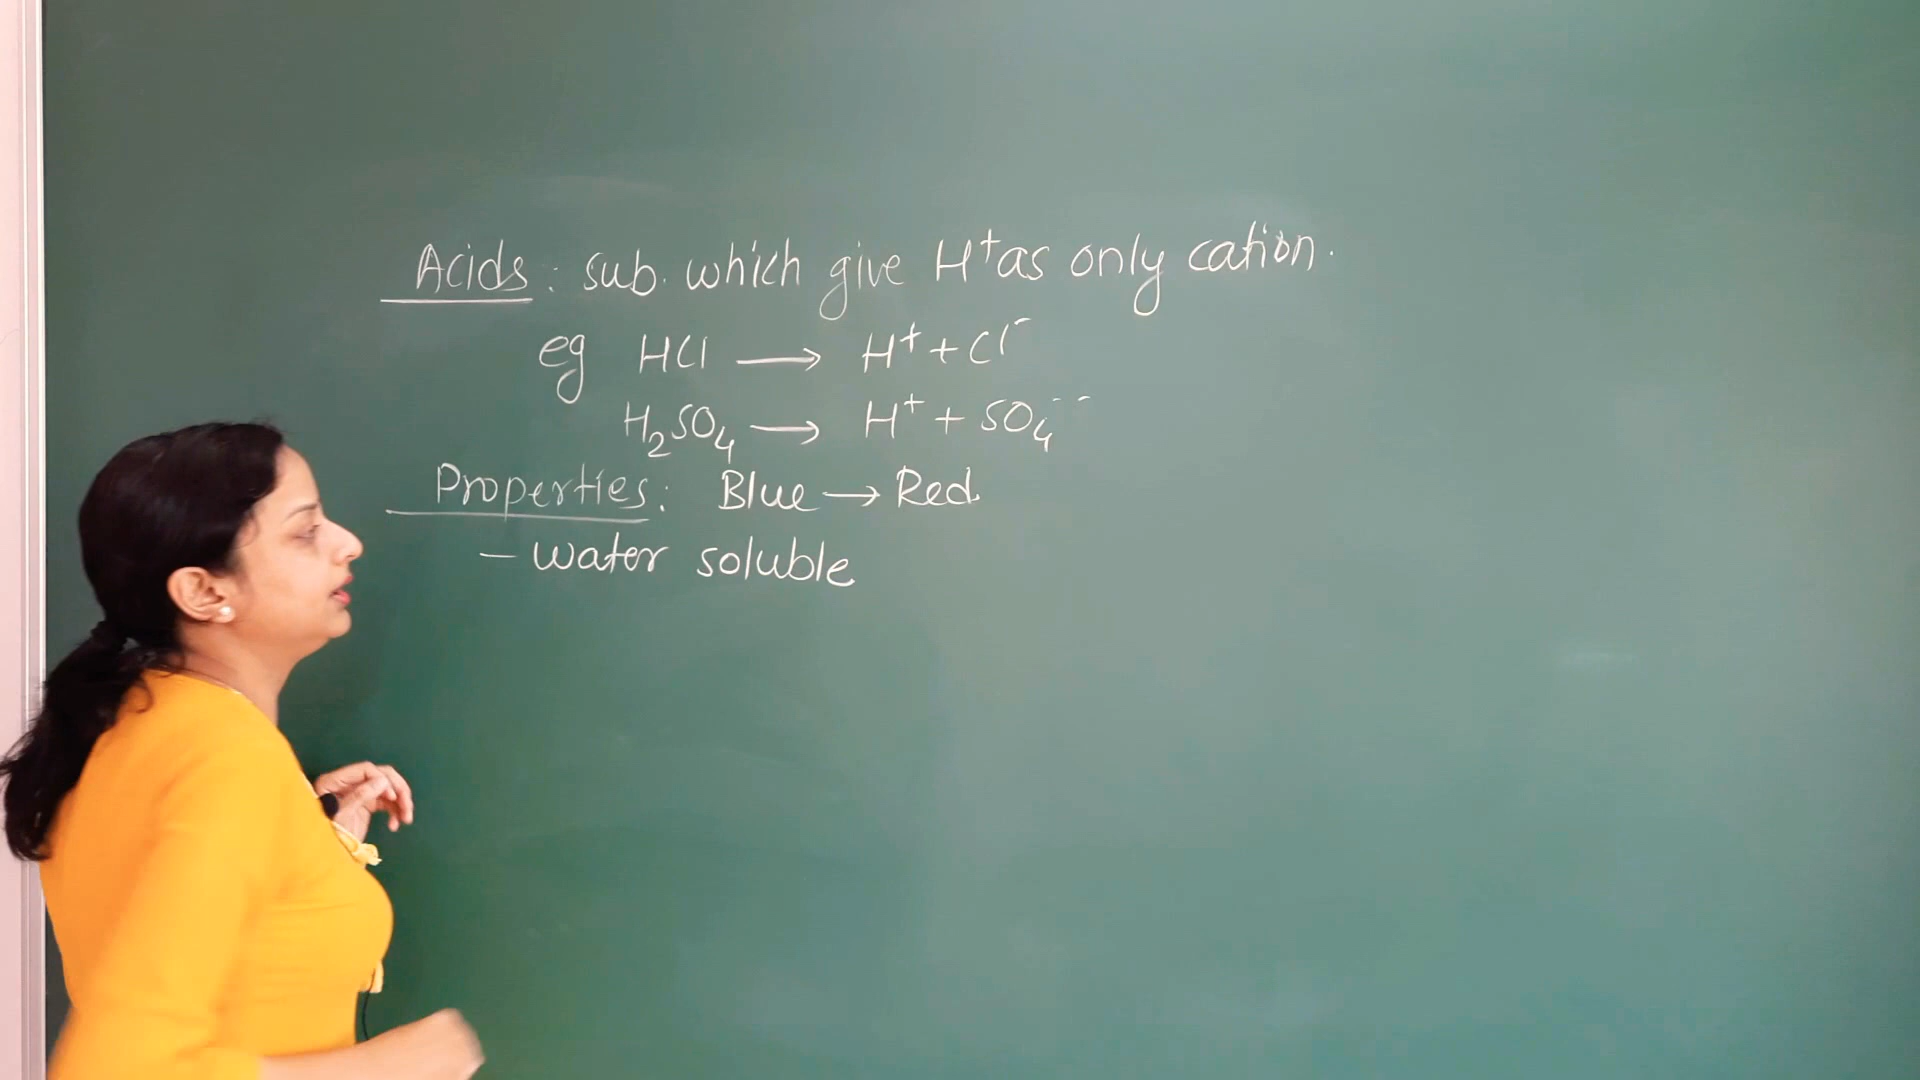 Acids : sub. which give H⁺ as only cation.
eg HCl → H⁺ + Cl⁻
H₂SO₄ → H⁺ + SO₄⁻⁻
Properties : Blue → Red
– water soluble